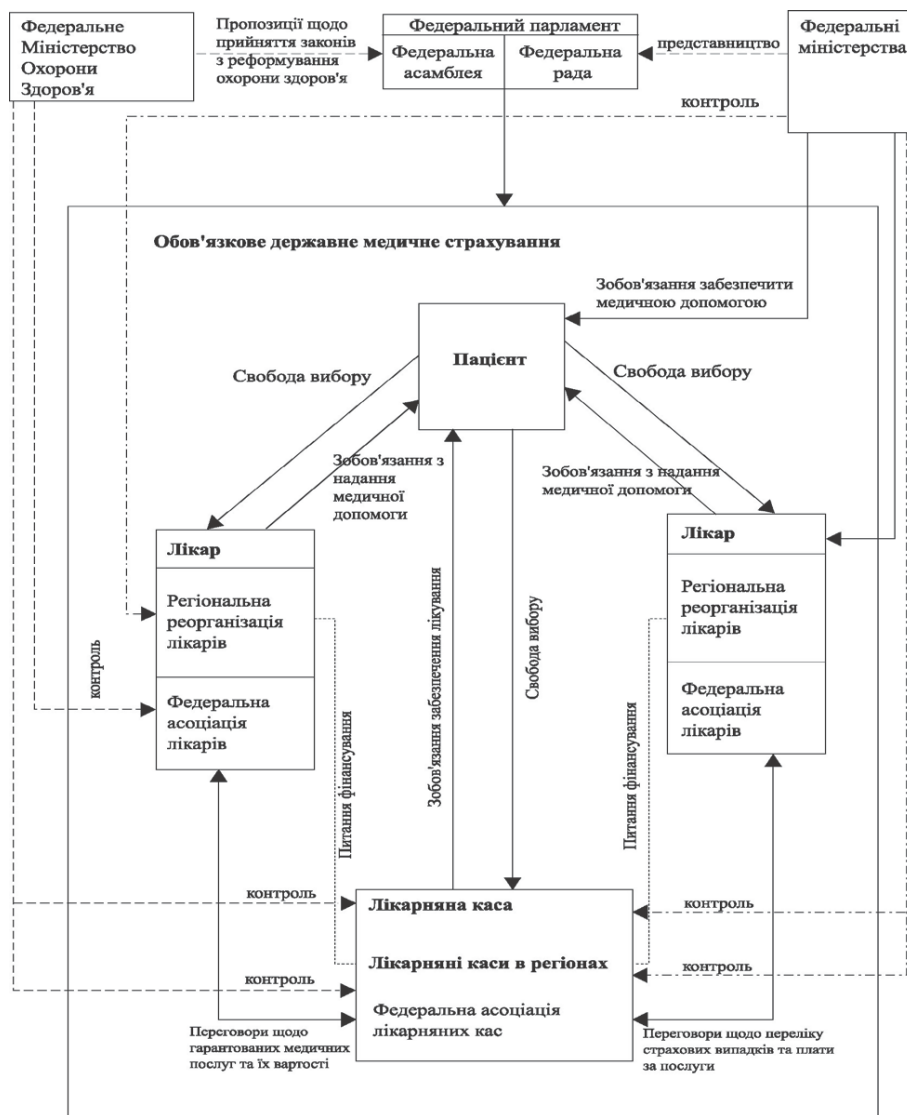 Федеральне
Міністерство
Охорони
Здоров'я
Пропозиції щодо
прийняття законів
з реформування
охорони здоров'я
Федеральний парламент
Федеральна
асамблея
Федеральна
рада
представництво
Федеральні
міністерства
контроль
Обов'язкове державне медичне страхування
Зобов'язання забезпечити
медичною допомогою
Пацієнт
Свобода вибору
Свобода вибору
Зобов'язання з
надання
медичної
допомоги
Зобов'язання з надання
медичної допомоги
Лікар
Регіональна
реорганізація
лікарів
Федеральна
асоціація
лікарів
Лікар
Регіональна
реорганізація
лікарів
Федеральна
асоціація
лікарів
контроль
Питання фінансування
Зобов'язання забезпечення лікування
Свобода вибору
Питання фінансування
контроль
Лікарняна каса
контроль
Лікарняні каси в регіонах
контроль
контроль
Федеральна асоціація
лікарняних кас
Переговори щодо
гарантованих медичних
послуг та їх вартості
Переговори щодо переліку
страхових випадків та плати
за послуги